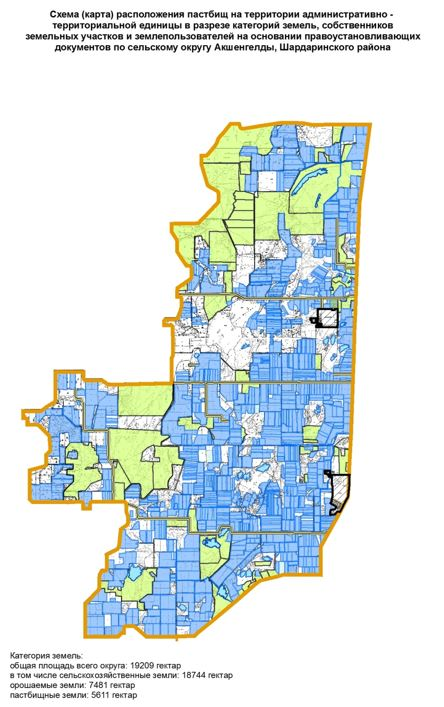 Схема (карта) расположения пастбищ на территории административно -
территориальной единицы в разрезе категорий земель, собственников
земельных участков и землепользователей на основании правоустановливающих
документов по сельскому округу Акшенгелды, Шардаринского района
Категория земель:
общая площадь всего округа: 19209 гектар
в том числе сельскохозяйственные земли: 18744 гектар
орошаемые земли: 7481 гектар
пастбищные земли: 5611 гектар